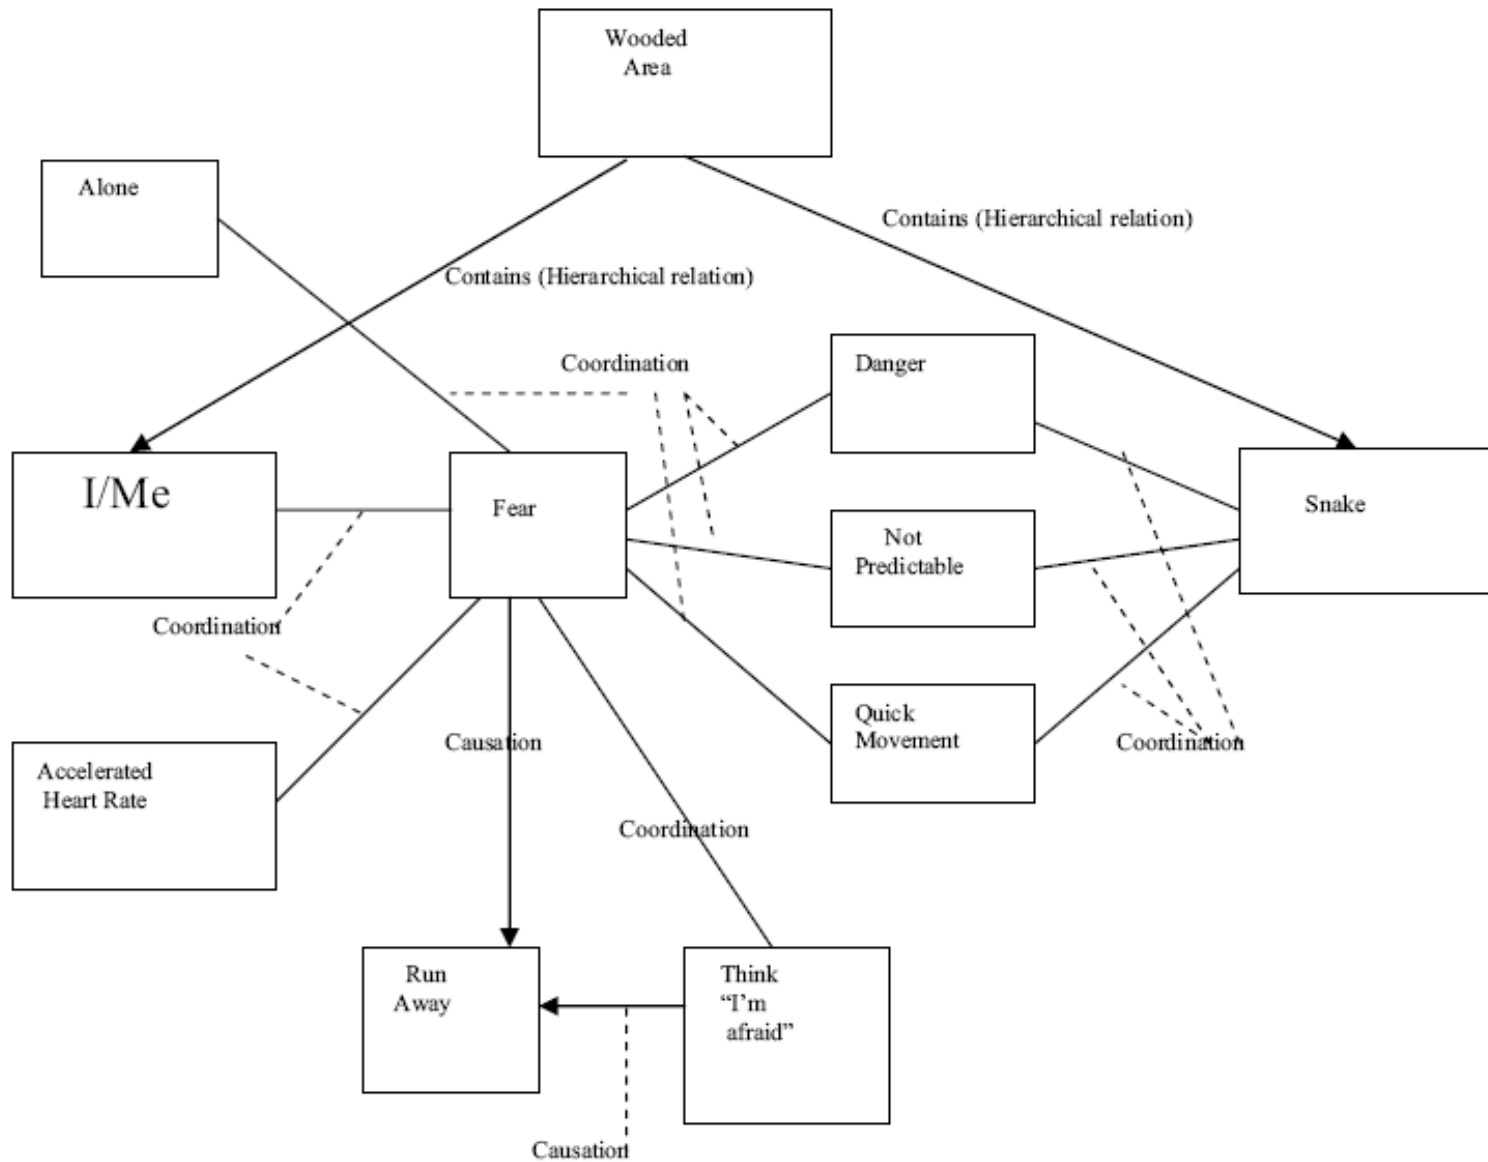 Wooded
Area
Alone
Contains (Hierarchical relation)
Contains (Hierarchical relation)
Coordination
Danger
I/Me
Fear
Snake
Not
Predictable
Coordination
Quick
Movement
Causation
Coordination
Accelerated
Heart Rate
Coordination
Run
Away
Think
“I’m
afraid”
Causation